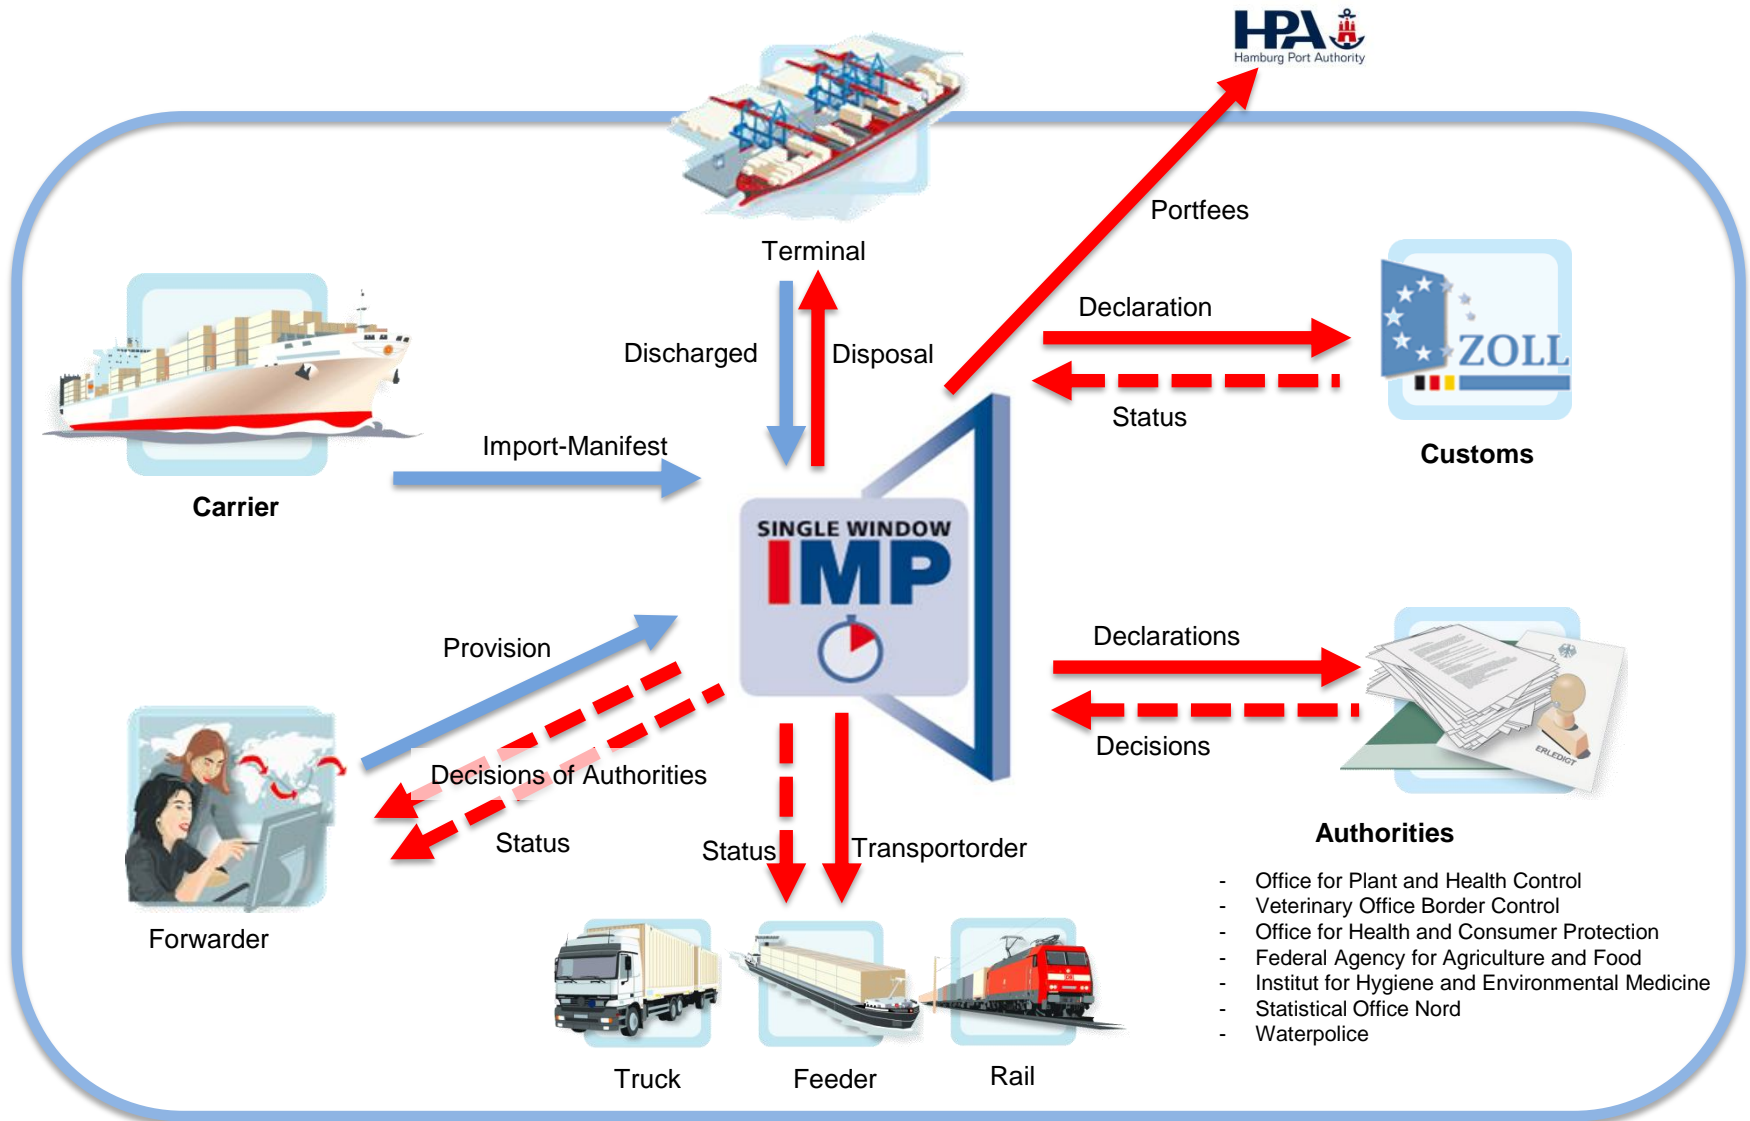 HPA
Hamburg Port Authority
Portfees
Terminal
Discharged
Disposal
Declaration
Status
ZOLL
Customs
Import-Manifest
Carrier
SINGLE WINDOW
IMP
Provision
Decisions of Authorities
Status
Forwarder
Declarations
Decisions
ERLEDIGT
Authorities
- Office for Plant and Health Control
- Veterinary Office Border Control
- Office for Health and Consumer Protection
- Federal Agency for Agriculture and Food
- Institut for Hygiene and Environmental Medicine
- Statistical Office Nord
- Waterpolice
Status
Transportorder
Truck
Feeder
Rail